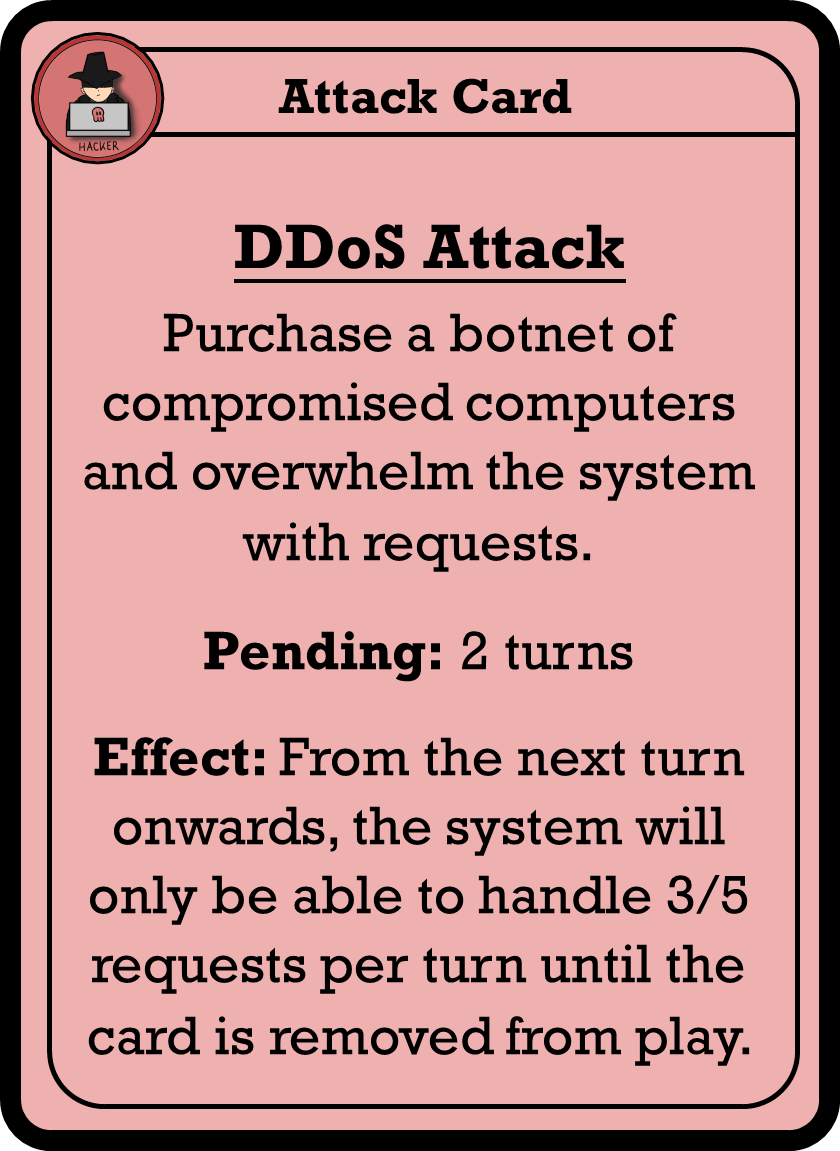 HACKER
Attack Card
DDoS Attack
Purchase a botnet of
compromised computers
and overwhelm the system
with requests.
Pending: 2 turns
Effect: From the next turn
onwards, the system will
only be able to handle 3/5
requests per turn until the
card is removed from play.